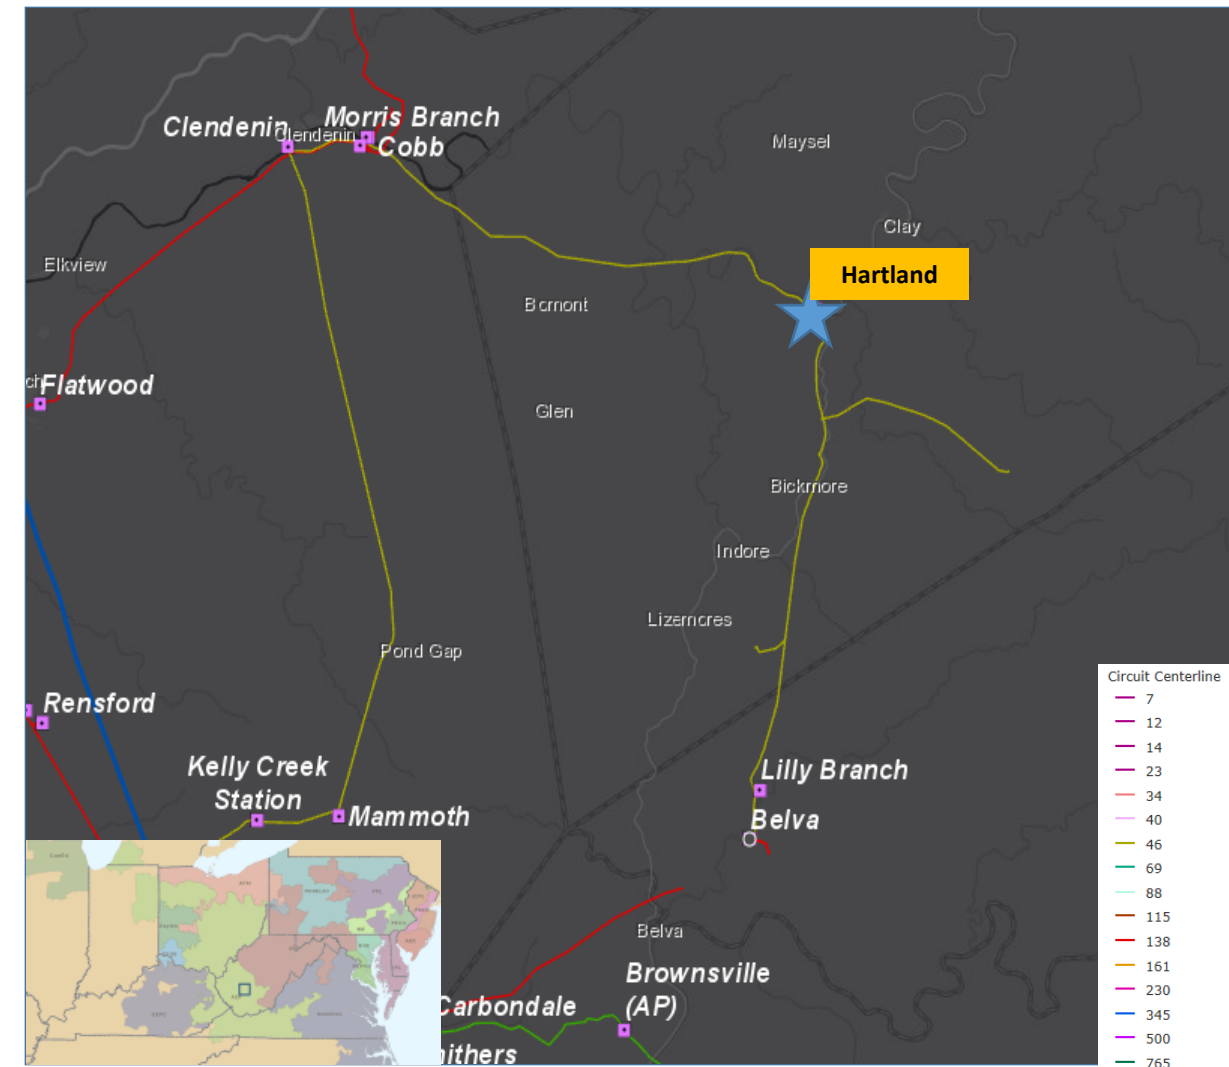 Morris Branch
Clendenin
Clendenin
Cobb
Maysel
Clay
Elkview
Hartland
Bomont
ch
Flatwood
Glen
Bickmore
Indore
Lizemores
Pond Gap
Rensford
Kelly Creek
Station
Mammoth
Lilly Branch
Belva
Belva
Brownsville
(AP)
Carbondale
nithers
Circuit Centerline
7
12
14
23
34
40
46
69
88
115
138
161
230
345
500
765